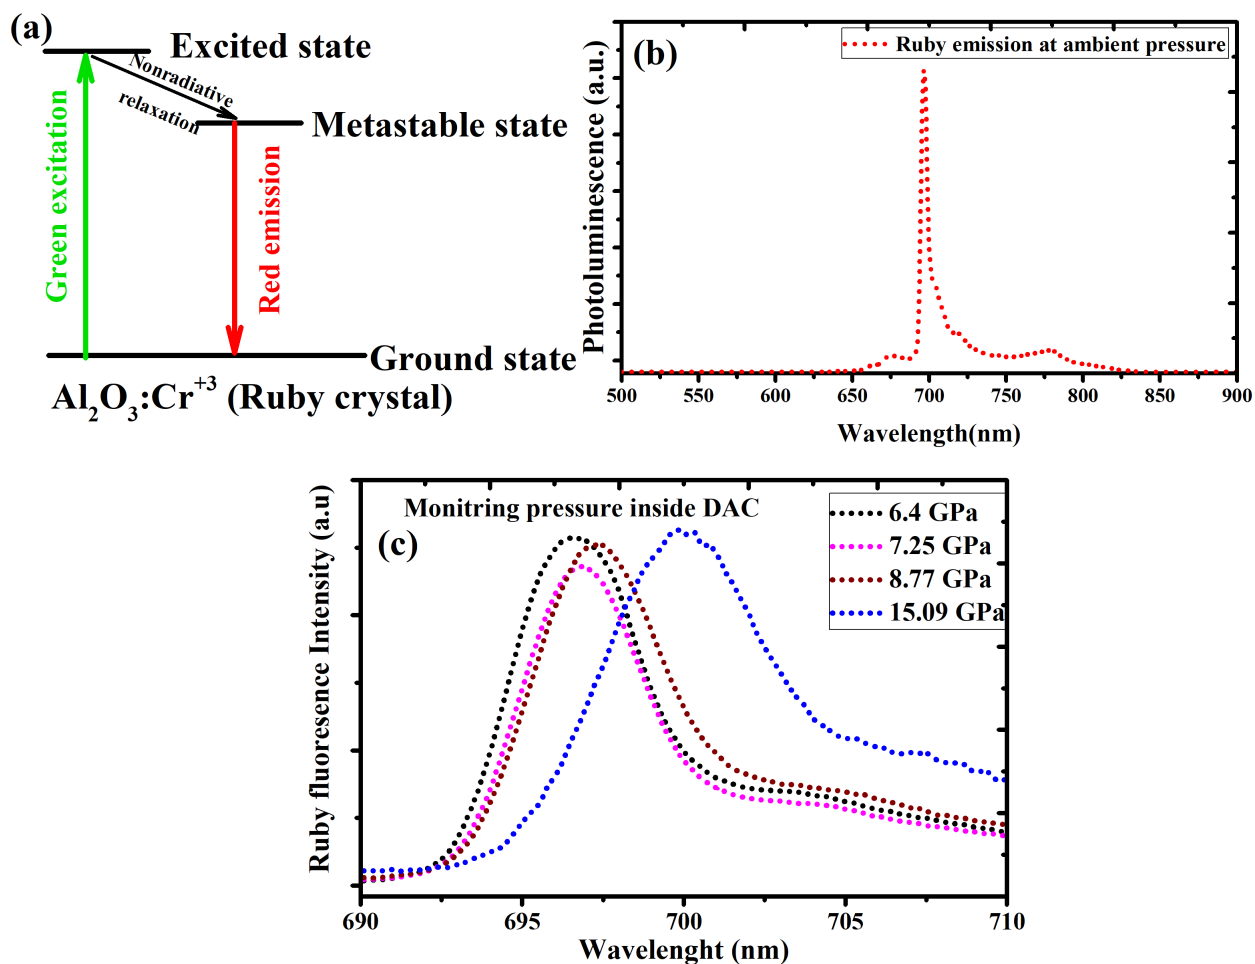 (a)
Excited state
Nonradiative
relaxation
Metastable state
Green excitation
Red emission
Ground state
Al₂O₃:Cr⁺³ (Ruby crystal)
(b)
Ruby emission at ambient pressure
Photoluminescence (a.u.)
500 550 600 650 700 750 800 850 900
Wavelength(nm)
Monitring pressure inside DAC
(c)
6.4 GPa
7.25 GPa
8.77 GPa
15.09 GPa
Ruby fluoresence Intensity (a.u)
690 695 700 705 710
Wavelenght (nm)